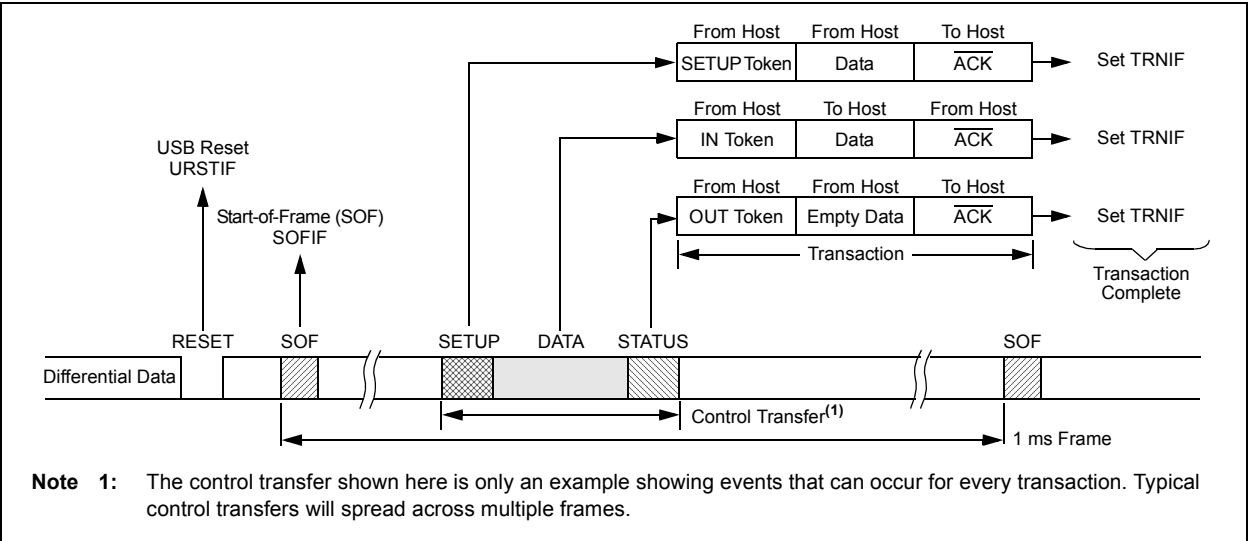 From Host From Host To Host
SETUP Token Data ACK Set TRNIF
From Host To Host From Host
IN Token Data ACK Set TRNIF
USB Reset
URSTIF
From Host From Host To Host
OUT Token Empty Data ACK Set TRNIF
Start-of-Frame (SOF)
SOFIF
Transaction
Transaction
Complete
RESET SOF SETUP DATA STATUS SOF
Differential Data
Control Transfer(1)
1 ms Frame
Note 1: The control transfer shown here is only an example showing events that can occur for every transaction. Typical
control transfers will spread across multiple frames.